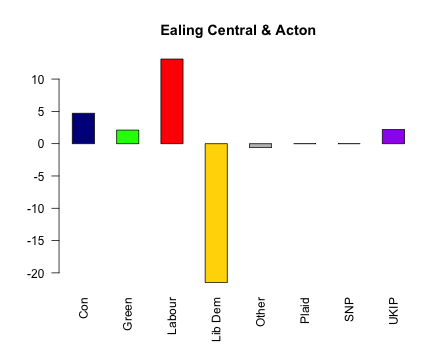 Ealing Central & Acton
10
5
0
-5
-10
-15
-20
Con
Green
Labour
Lib Dem
Other
Plaid
SNP
UKIP